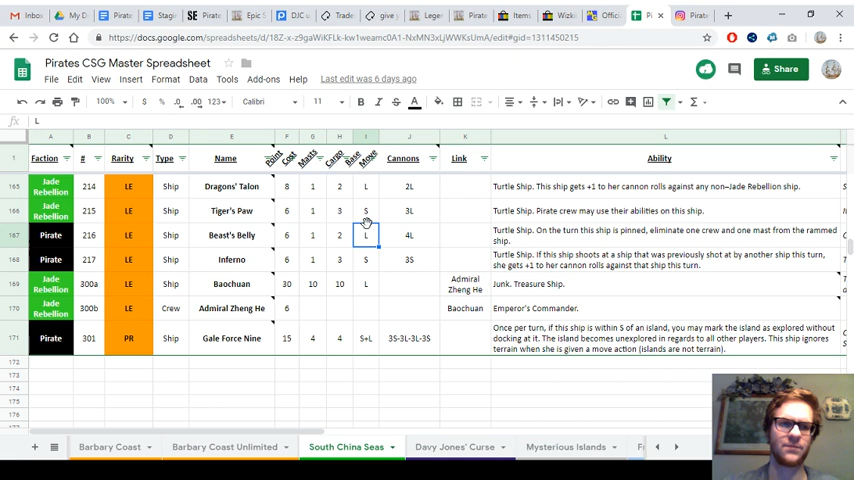 Inbox My D Pirate Stagin Pirate Epic S DJC u Trade give y Legen Pirate Items Wizki Offici Pi Pirate
https://docs.google.com/spreadsheets/d/18Z-x-z9gaWiKFLk-kw1weamc0A1-NxMN3xLjWWKsUmA/edit#gid=1311450215
Pirates CSG Master Spreadsheet
File Edit View Insert Format Data Tools Add-ons Help Last edit was 6 days ago
Share
100% $ % .0 .00 123 Calibri 11 B I S A
fx L
A B C D E F G H I J K L
1 Faction # Rarity Type Name Point Cost Masts Cargo Base Move Cannons Link Ability
165 Jade Rebellion 214 LE Ship Dragons' Talon 8 1 2 L 2L Turtle Ship. This ship gets +1 to her cannon rolls against any non–Jade Rebellion ship.
166 Jade Rebellion 215 LE Ship Tiger's Paw 6 1 3 S 3L Turtle Ship. Pirate crew may use their abilities on this ship.
167 Pirate 216 LE Ship Beast's Belly 6 1 2 L 4L Turtle Ship. On the turn this ship is pinned, eliminate one crew and one mast from the rammed
ship.
168 Pirate 217 LE Ship Inferno 6 1 3 S 3S Turtle Ship. If this ship shoots at a ship that was previously shot at by another ship this turn,
she gets +1 to her cannon rolls against that ship this turn.
169 Jade Rebellion 300a LE Ship Baochuan 30 10 10 L Admiral Zheng He Junk. Treasure Ship.
170 Jade Rebellion 300b LE Crew Admiral Zheng He 6 Baochuan Emperor's Commander.
171 Pirate 301 PR Ship Gale Force Nine 15 4 4 S+L 3S-3L-3L-3S Once per turn, if this ship is within S of an island, you may mark the island as explored without
docking at it. The island becomes unexplored in regards to all other players. This ship ignores
terrain when she is given a move action (islands are not terrain).
172
173
174
175
176
Barbary Coast Barbary Coast Unlimited South China Seas Davy Jones' Curse Mysterious Islands